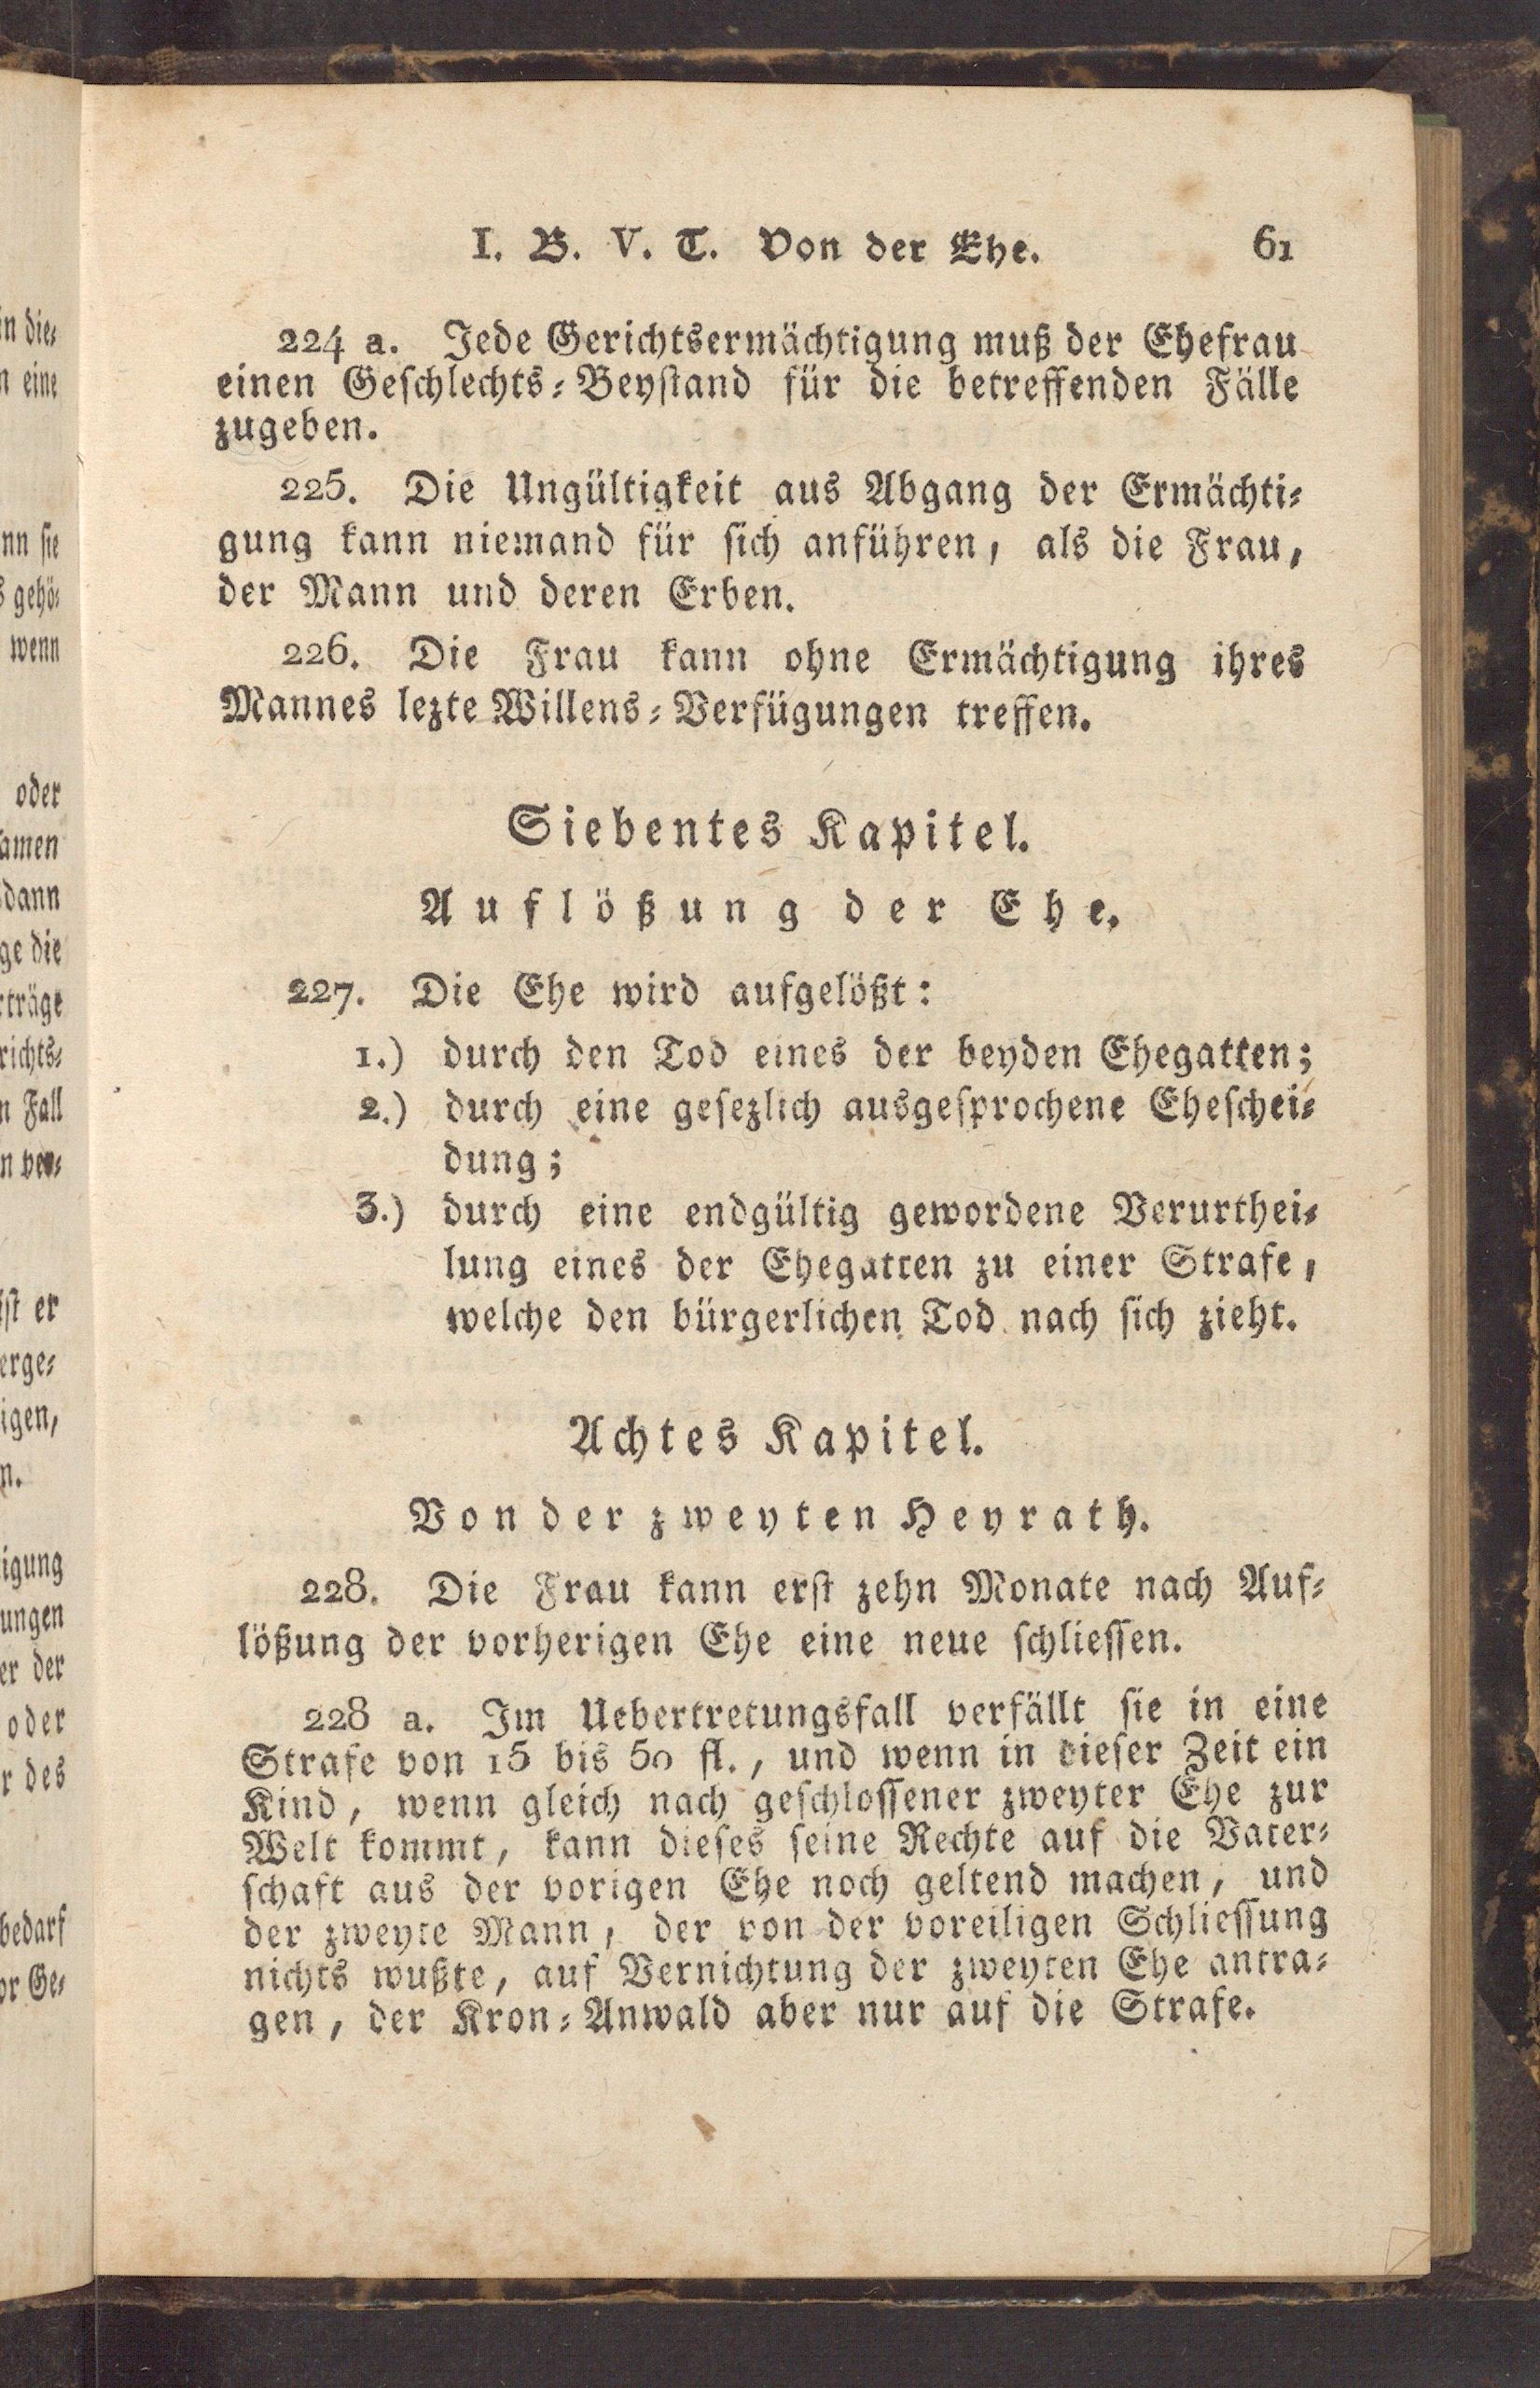 I. B. V. T. Von der Ehe. 61
224 a. Jede Gerichtsermächtigung muß der Ehefrau
einen Geschlechts-Beystand für die betreffenden Fälle
zugeben.
225. Die Ungültigkeit aus Abgang der Ermächti-
gung kann niemand für sich anführen, als die Frau,
der Mann und deren Erben.
226. Die Frau kann ohne Ermächtigung ihres
Mannes lezte Willens-Verfügungen treffen.
Siebentes Kapitel.
Auflößung der Ehe.
227. Die Ehe wird aufgelößt:
1.) durch den Tod eines der beyden Ehegatten;
2.) durch eine gesezlich ausgesprochene Eheschei-
dung;
3.) durch eine endgültig gewordene Verurthei-
lung eines der Ehegatten zu einer Strafe,
welche den bürgerlichen Tod nach sich zieht.
Achtes Kapitel.
Von der zweyten Heyrath.
228. Die Frau kann erst zehn Monate nach Auf-
lößung der vorherigen Ehe eine neue schliessen.
228 a. Im Uebertretungsfall verfällt sie in eine
Strafe von 15 bis 50 fl., und wenn in dieser Zeit ein
Kind, wenn gleich nach geschlossener zweyter Ehe zur
Welt kommt, kann dieses seine Rechte auf die Vater-
schaft aus der vorigen Ehe noch geltend machen, und
der zweyte Mann, der von der voreiligen Schliessung
nichts wußte, auf Vernichtung der zweyten Ehe antra-
gen, der Kron-Anwald aber nur auf die Strafe.